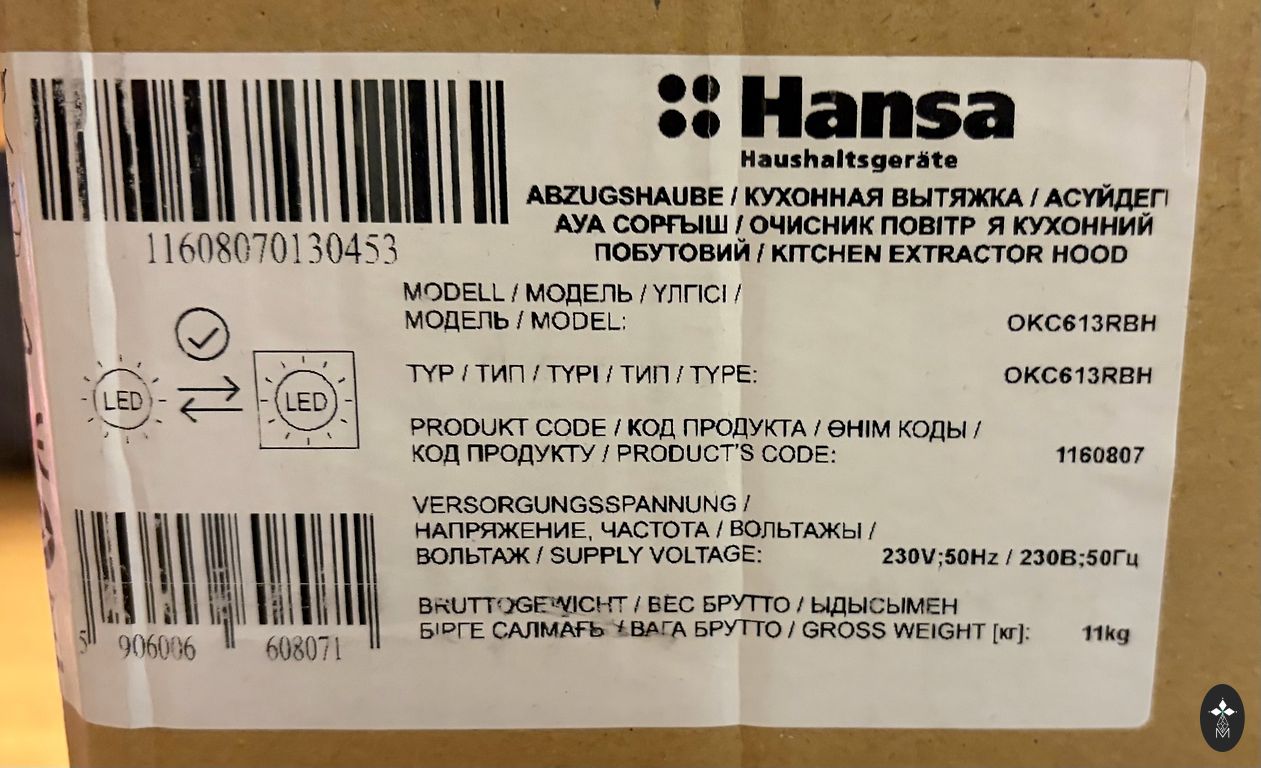 11608070130453
Hansa
Haushaltsgeräte
ABZUGSHAUBE / КУХОННАЯ ВЫТЯЖКА / АСҮЙДЕГІ
АУА СОРҒЫШ / ОЧИСНИК ПОВІТР Я КУХОННИЙ
ПОБУТОВИЙ / KITCHEN EXTRACTOR HOOD
MODELL / МОДЕЛЬ / ҮЛГІСІ /
МОДЕЛЬ / MODEL: OKC613RBH
TYP / ТИП / ТҮРІ / ТИП / TYPE: OKC613RBH
LED LED
PRODUKT CODE / КОД ПРОДУКТА / ӨНІМ КОДЫ /
КОД ПРОДУКТУ / PRODUCT'S CODE: 1160807
VERSORGUNGSSPANNUNG /
НАПРЯЖЕНИЕ, ЧАСТОТА / ВОЛЬТАЖЫ /
ВОЛЬТАЖ / SUPPLY VOLTAGE: 230V;50Hz / 230В;50Гц
BRUTTOGEWICHT / ВЕС БРУТТО / ЫДЫСЫМЕН
БІРГЕ САЛМАҒЬ / ВАГА БРУТТО / GROSS WEIGHT [кг]: 11kg
5 906006 608071